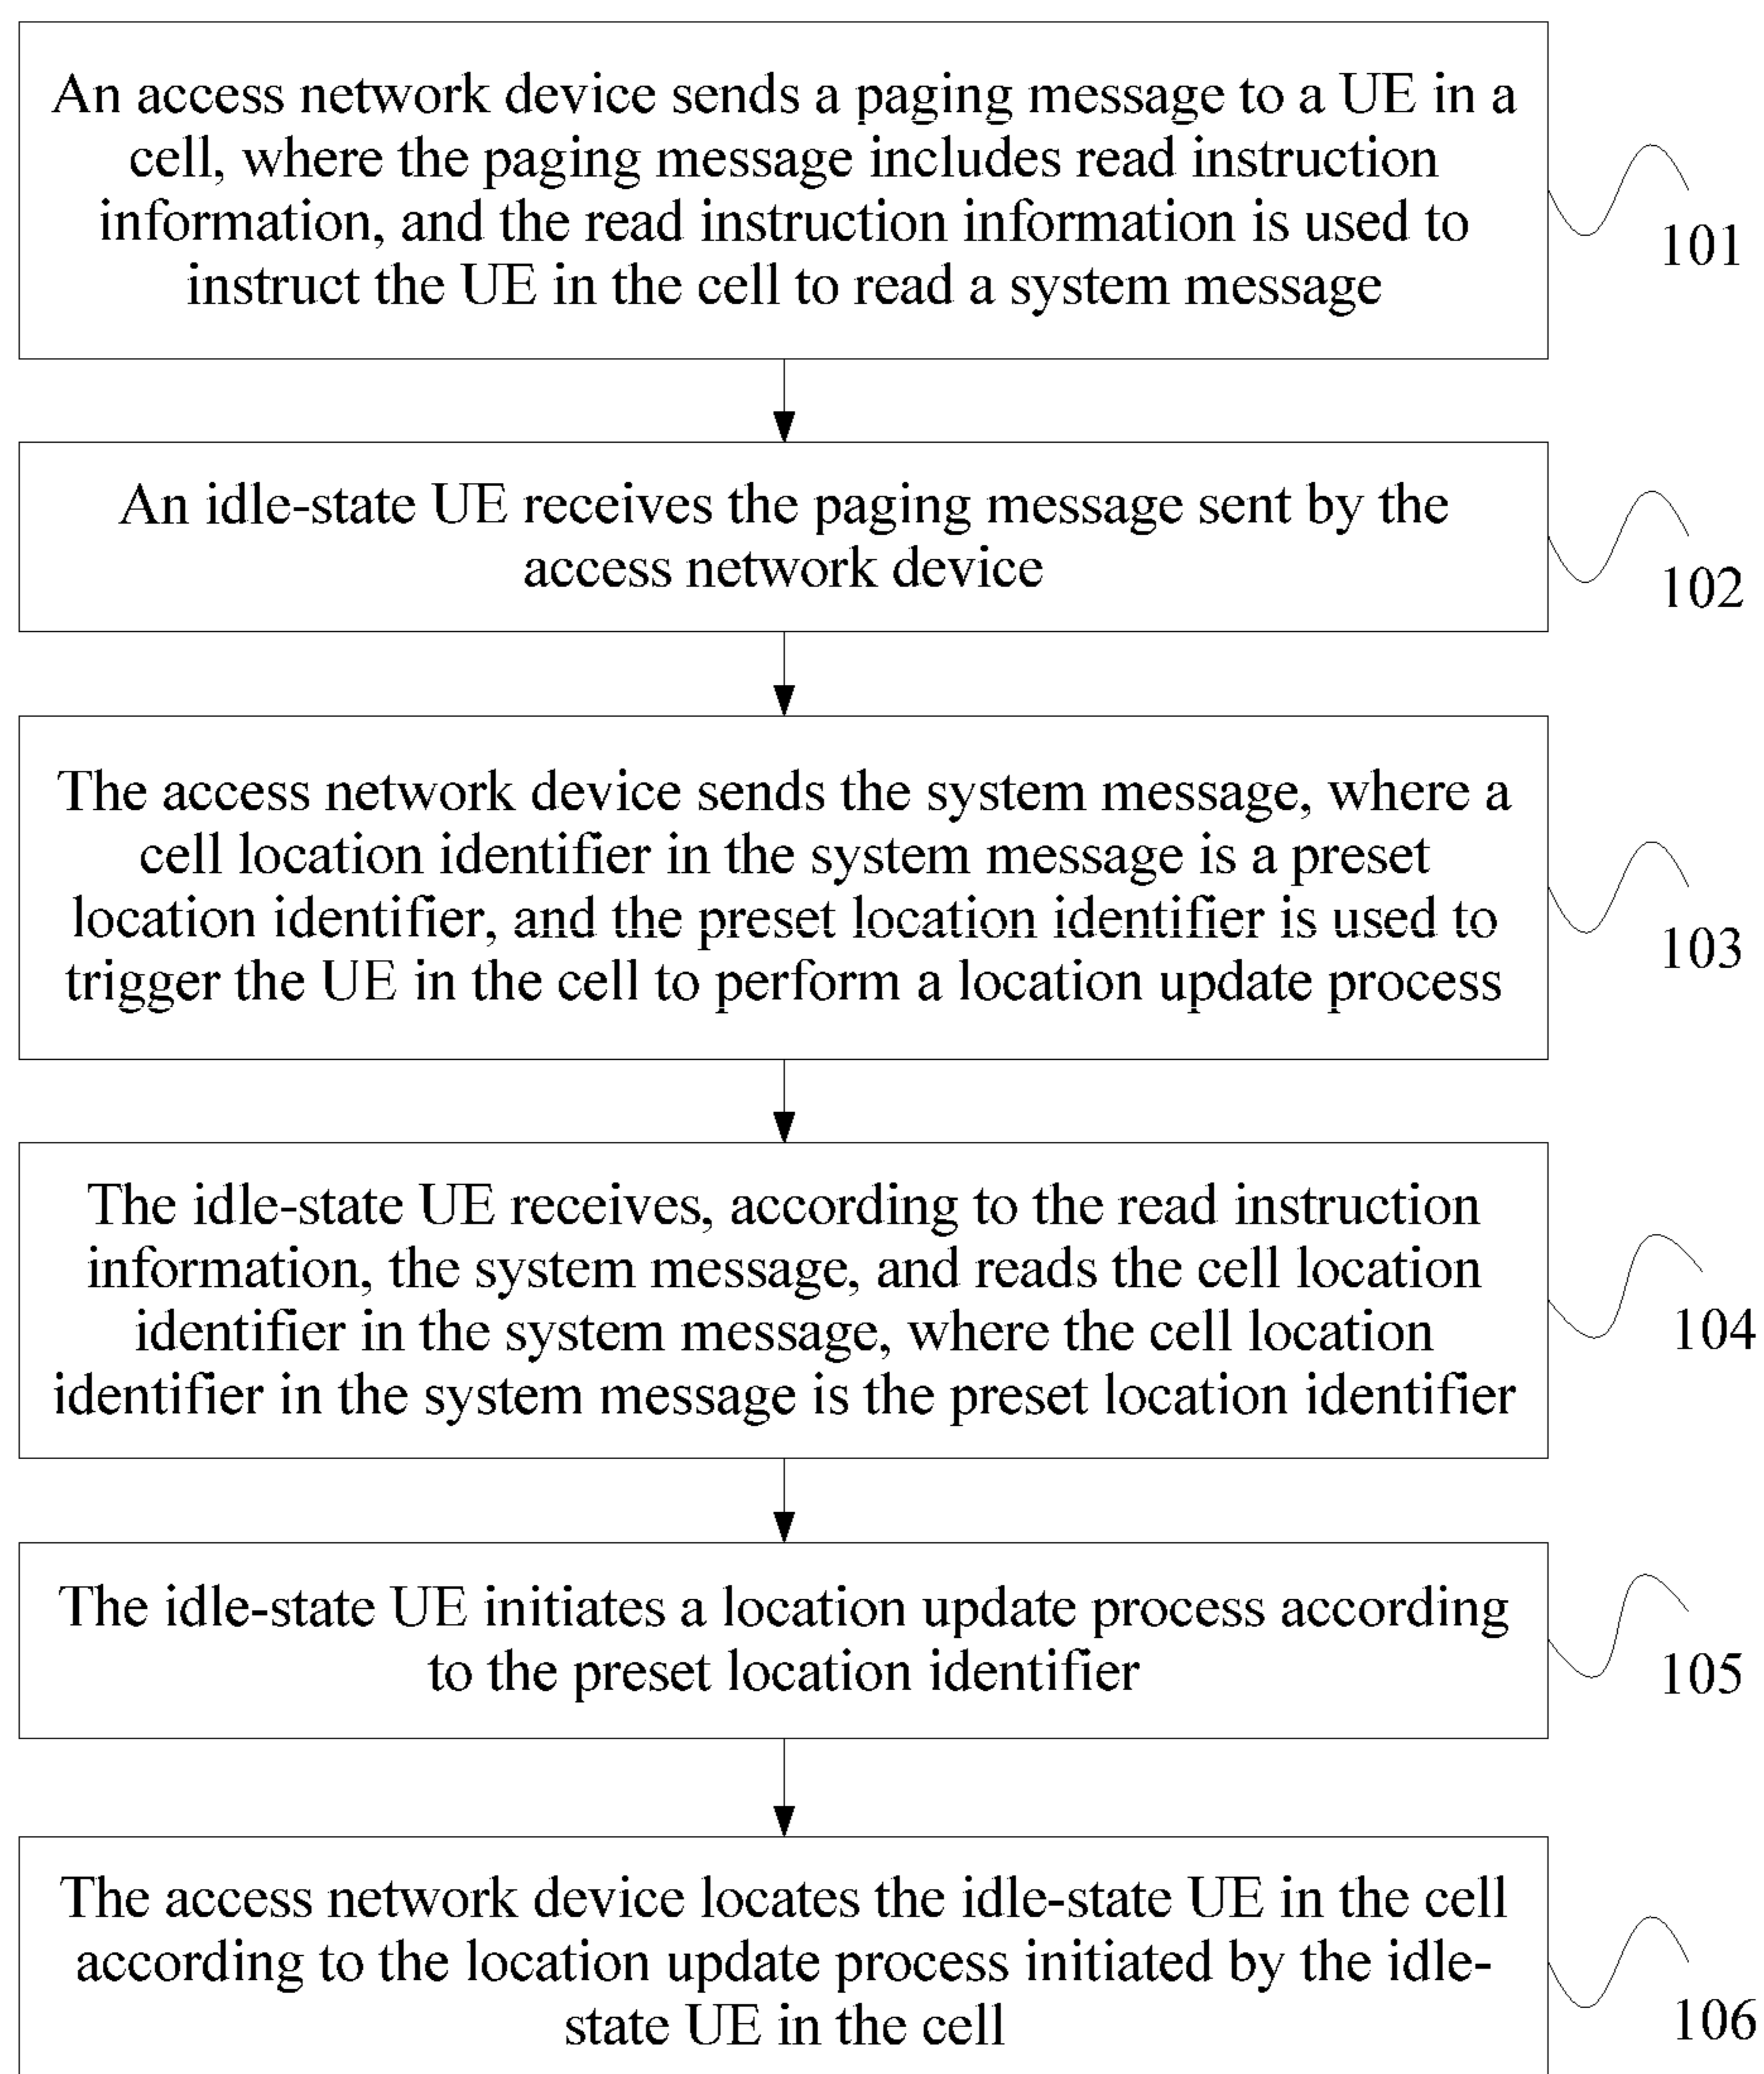 An access network device sends a paging message to a UE in a
cell, where the paging message includes read instruction
information, and the read instruction information is used to
instruct the UE in the cell to read a system message
101
An idle-state UE receives the paging message sent by the
access network device
102
The access network device sends the system message, where a
cell location identifier in the system message is a preset
location identifier, and the preset location identifier is used to
trigger the UE in the cell to perform a location update process
103
The idle-state UE receives, according to the read instruction
information, the system message, and reads the cell location
identifier in the system message, where the cell location
identifier in the system message is the preset location identifier
104
The idle-state UE initiates a location update process according
to the preset location identifier
105
The access network device locates the idle-state UE in the cell
according to the location update process initiated by the idle-
state UE in the cell
106